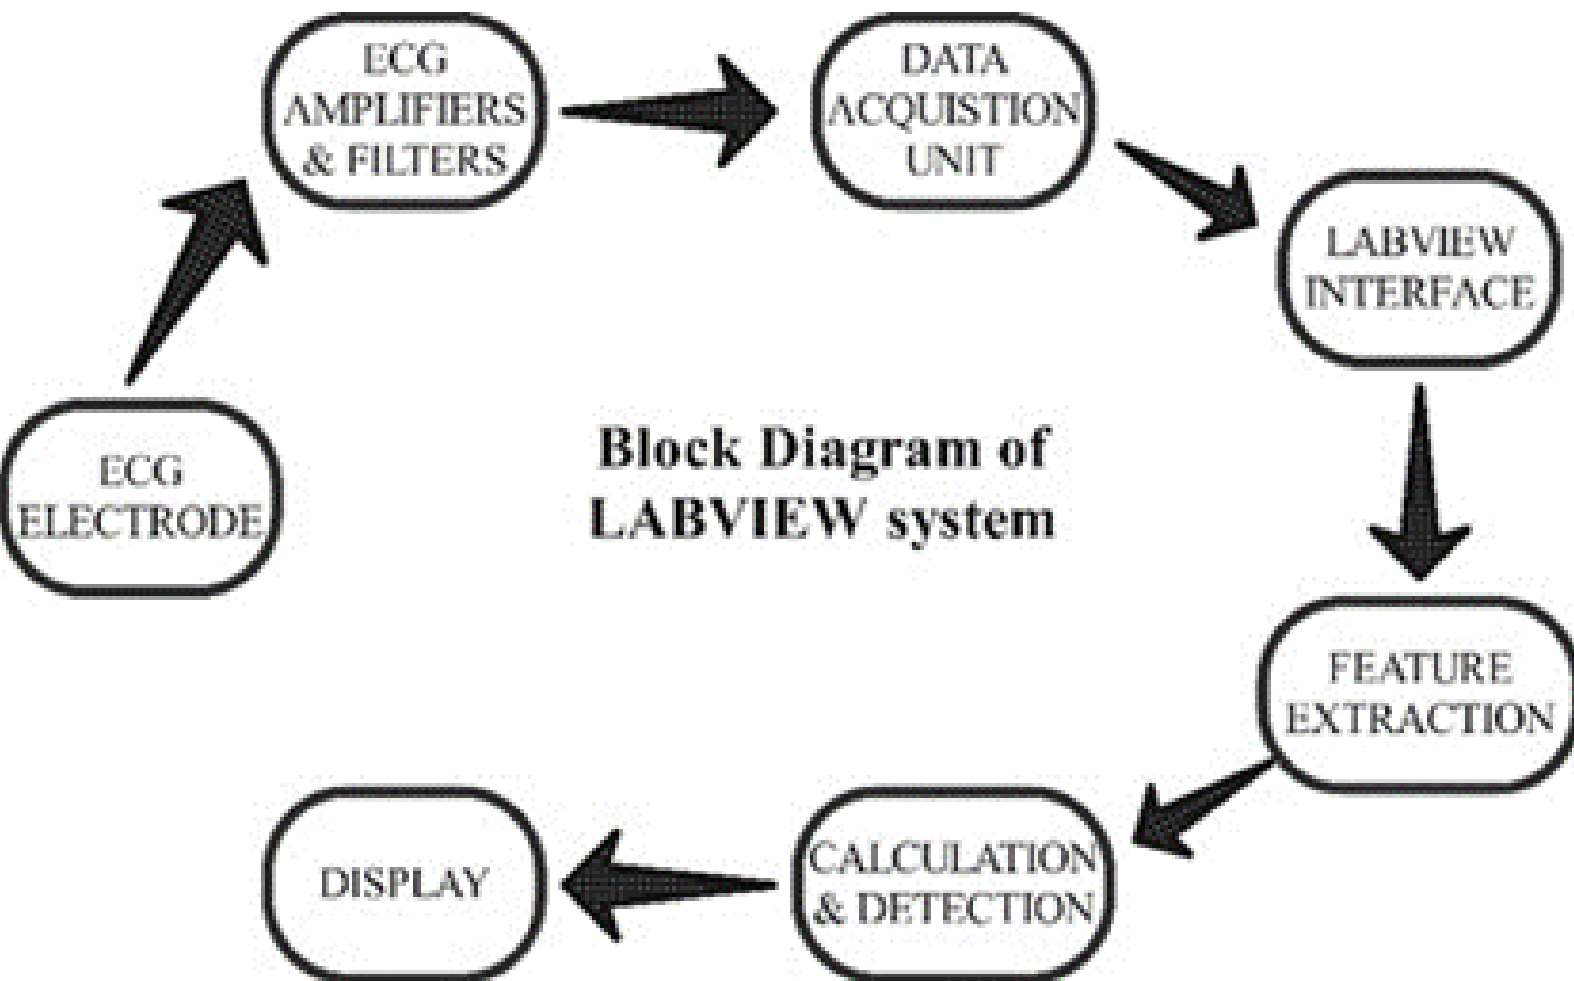 ECG
AMPLIFIERS
& FILTERS
DATA
ACQUISTION
UNIT
LABVIEW
INTERFACE
ECG
ELECTRODE
Block Diagram of
LABVIEW system
FEATURE
EXTRACTION
CALCULATION
& DETECTION
DISPLAY